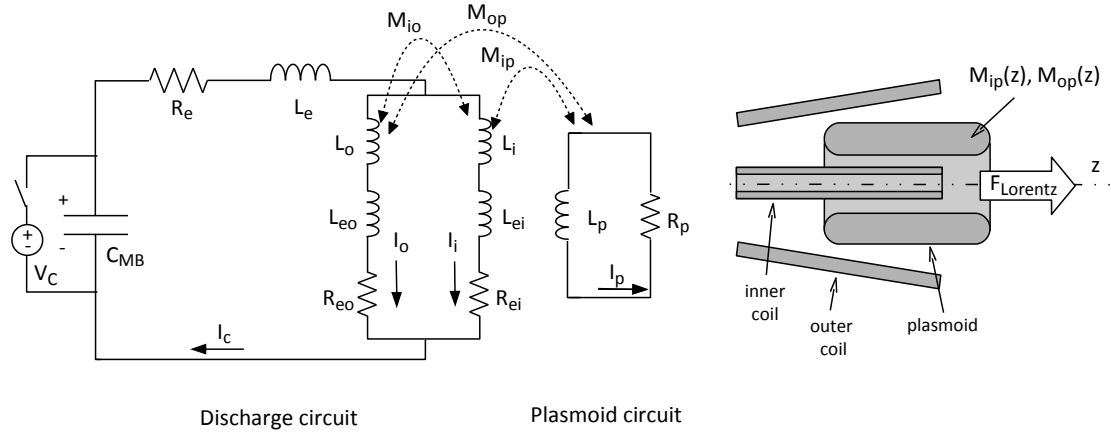 M_io
M_op
M_ip
R_e
L_e
L_o
L_i
L_eo
L_ei
L_p
R_p
+
-
C_MB
+
-
V_C
I_o
I_i
R_eo
R_ei
I_p
I_c
Discharge circuit
Plasmoid circuit
M_ip(z), M_op(z)
z
F_Lorentz
inner
coil
outer
coil
plasmoid